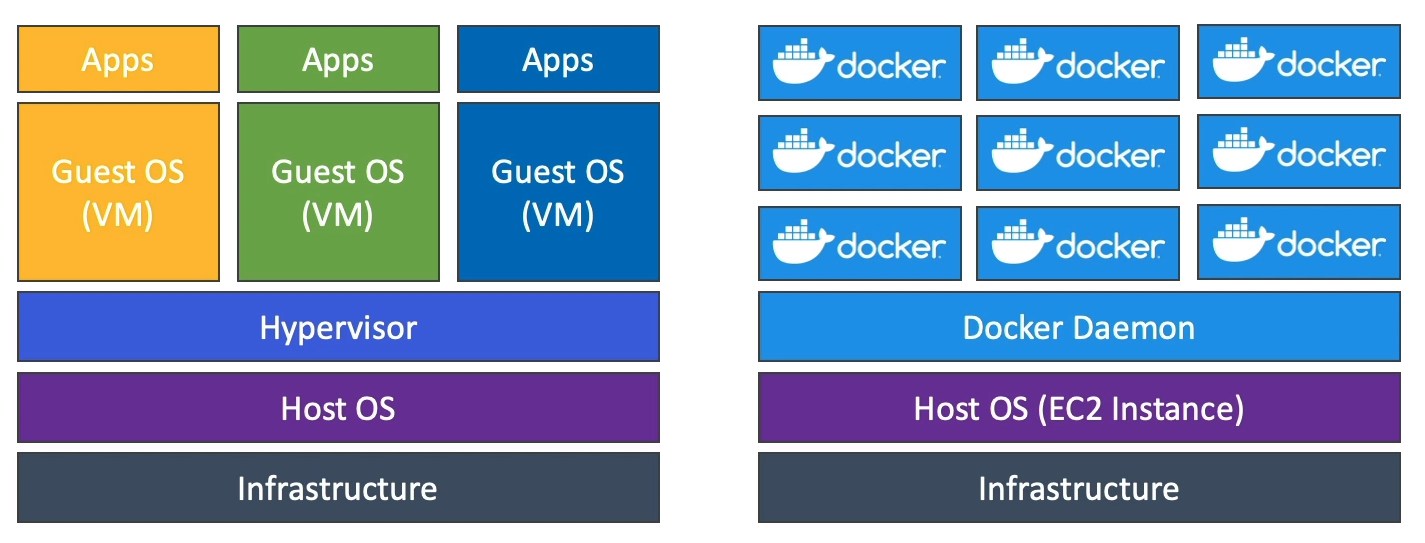 Apps
Apps
Apps
Guest OS
(VM)
Guest OS
(VM)
Guest OS
(VM)
Hypervisor
Host OS
Infrastructure
docker
docker
docker
docker
docker
docker
docker
docker
docker
Docker Daemon
Host OS (EC2 Instance)
Infrastructure